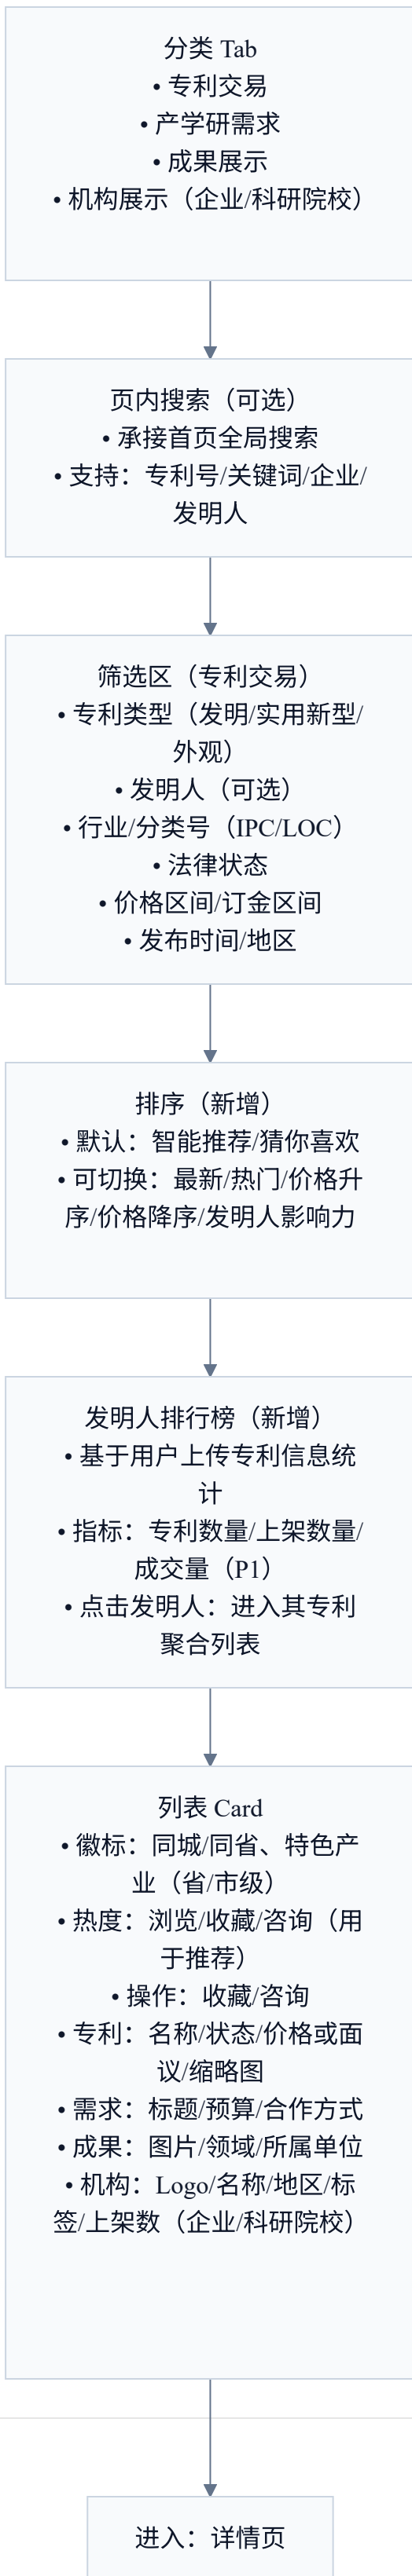 分类 Tab
• 专利交易
• 产学研需求
• 成果展示
• 机构展示（企业/科研院校）
页内搜索（可选）
• 承接首页全局搜索
• 支持：专利号/关键词/企业/
发明人
筛选区（专利交易）
• 专利类型（发明/实用新型/
外观）
• 发明人（可选）
• 行业/分类号（IPC/LOC）
• 法律状态
• 价格区间/订金区间
• 发布时间/地区
排序（新增）
• 默认：智能推荐/猜你喜欢
• 可切换：最新/热门/价格升
序/价格降序/发明人影响力
发明人排行榜（新增）
• 基于用户上传专利信息统
计
• 指标：专利数量/上架数量/
成交量（P1）
• 点击发明人：进入其专利
聚合列表
列表 Card
• 徽标：同城/同省、特色产
业（省/市级）
• 热度：浏览/收藏/咨询（用
于推荐）
• 操作：收藏/咨询
• 专利：名称/状态/价格或面
议/缩略图
• 需求：标题/预算/合作方式
• 成果：图片/领域/所属单位
• 机构：Logo/名称/地区/标
签/上架数（企业/科研院校）
进入：详情页